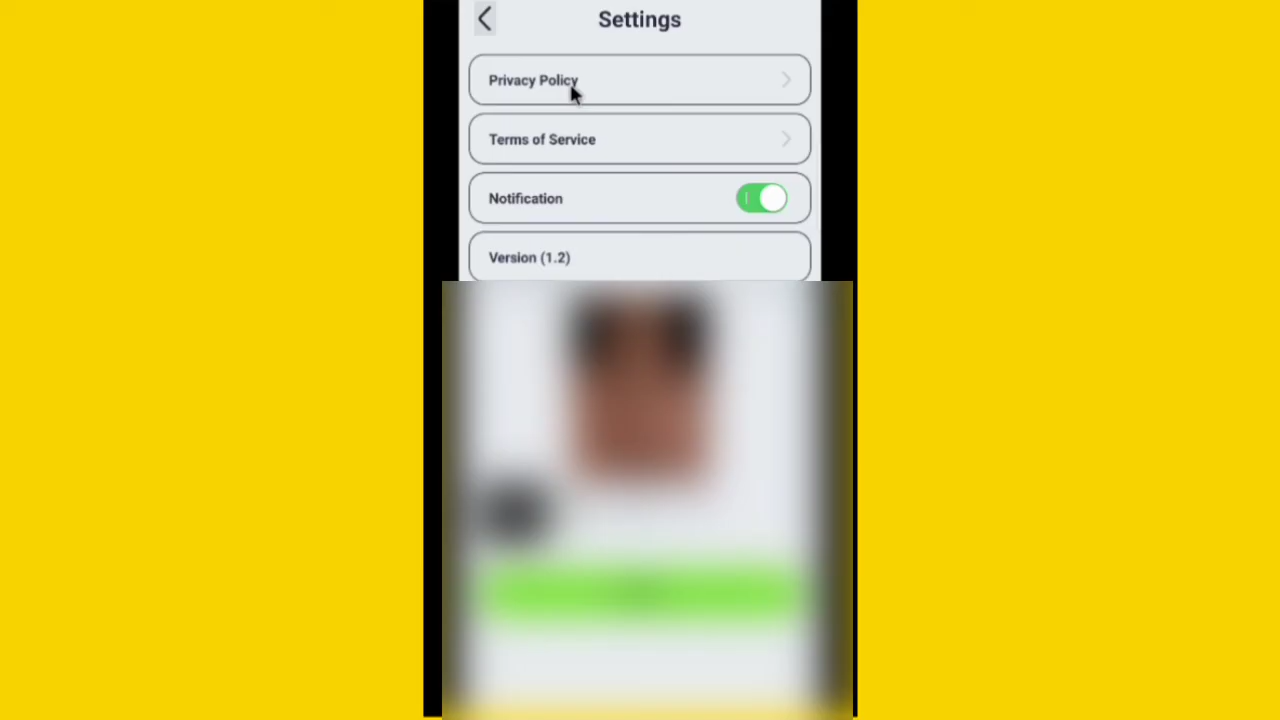 Settings
Privacy Policy
Terms of Service
Notification
Version (1.2)